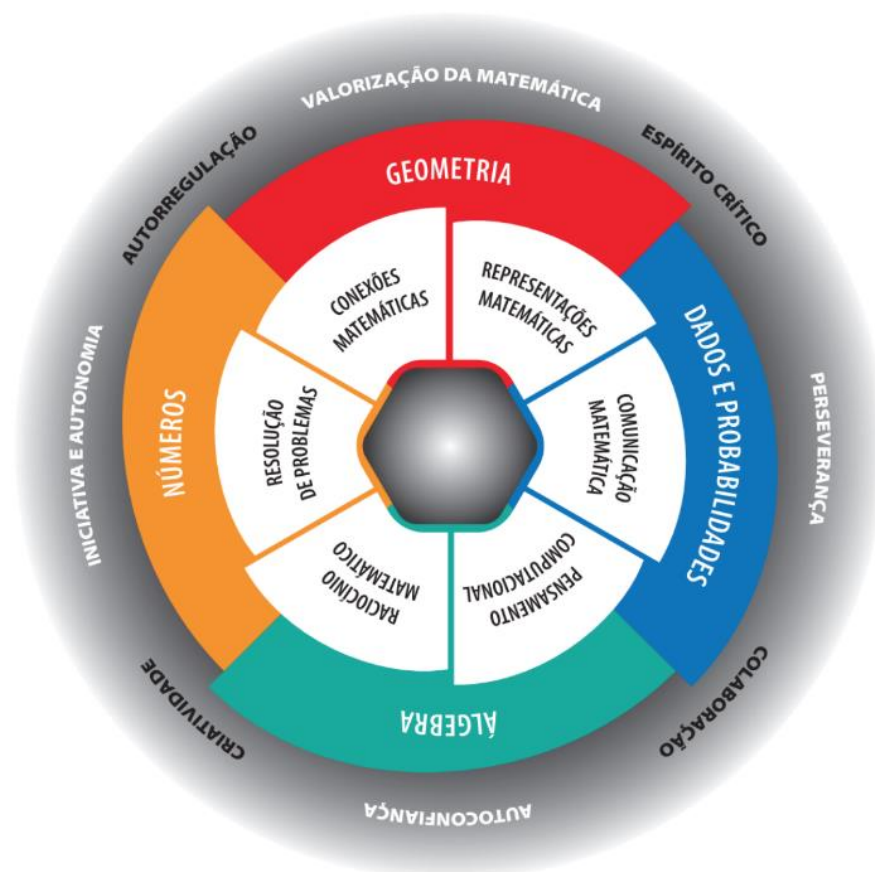 VALORIZAÇÃO DA MATEMÁTICA
ESPÍRITO CRÍTICO
PERSEVERANÇA
COLABORAÇÃO
AUTOCONFIANÇA
CRIATIVIDADE
INICIATIVA E AUTONOMIA
AUTORREGULAÇÃO
GEOMETRIA
DADOS E PROBABILIDADES
ÁLGEBRA
NÚMEROS
CONEXÕES
MATEMÁTICAS
REPRESENTAÇÕES
MATEMÁTICAS
COMUNICAÇÃO
MATEMÁTICA
PENSAMENTO
COMPUTACIONAL
RACIOCÍNIO
MATEMÁTICO
RESOLUÇÃO
DE PROBLEMAS